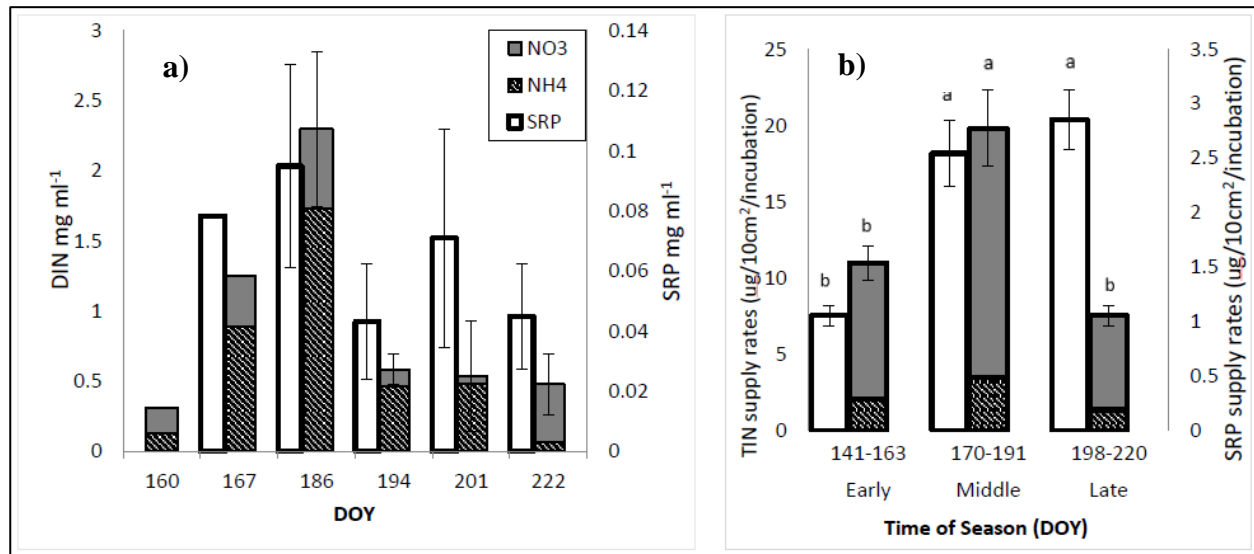 a)
3
2.5
2
1.5
1
0.5
0
DIN mg ml-1
NO3
NH4
SRP
0.14
0.12
0.1
0.08
0.06
0.04
0.02
0
SRP mg ml-1
160 167 186 194 201 222
DOY
b)
25
20
15
10
5
0
TIN supply rates (ug/10cm2/incubation)
b b a a a b
3.5
3
2.5
2
1.5
1
0.5
0
SRP supply rates (ug/10cm2/incubation)
141-163 170-191 198-220
Early Middle Late
Time of Season (DOY)